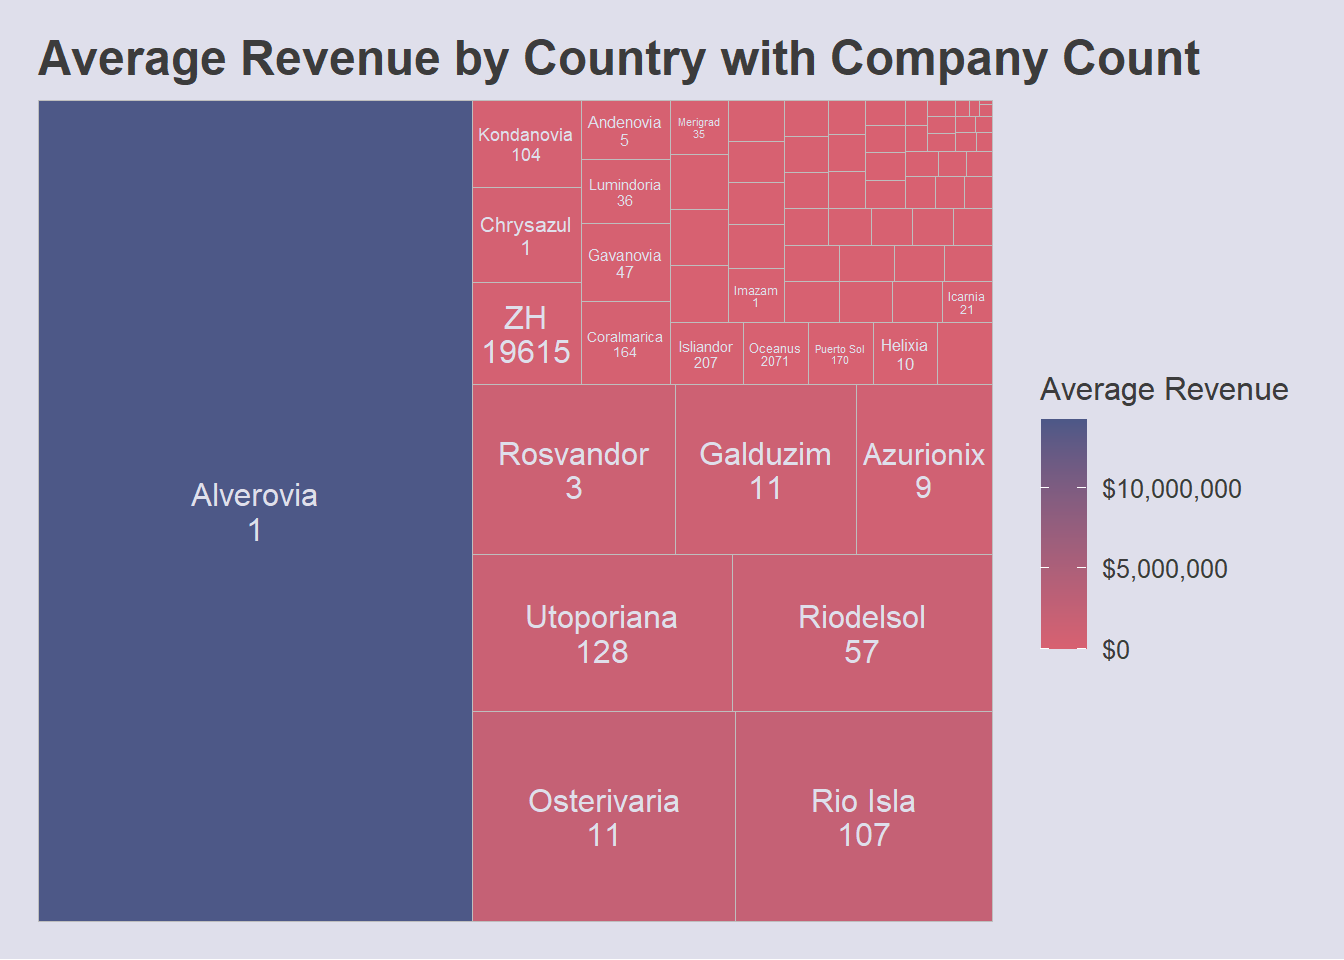 Average Revenue by Country with Company Count
Alverovia
1
Kondanovia
104
Chrysazul
1
ZH
19615
Andenovia
5
Lumindoria
36
Gavanovia
47
Coralmarica
164
Merigrad
35
Imazam
1
Icarnia
21
Isliandor
207
Oceanus
2071
Puerto Sol
170
Helixia
10
Rosvandor
3
Galduzim
11
Azurionix
9
Utoporiana
128
Riodelsol
57
Osterivaria
11
Rio Isla
107
Average Revenue
$10,000,000
$5,000,000
$0